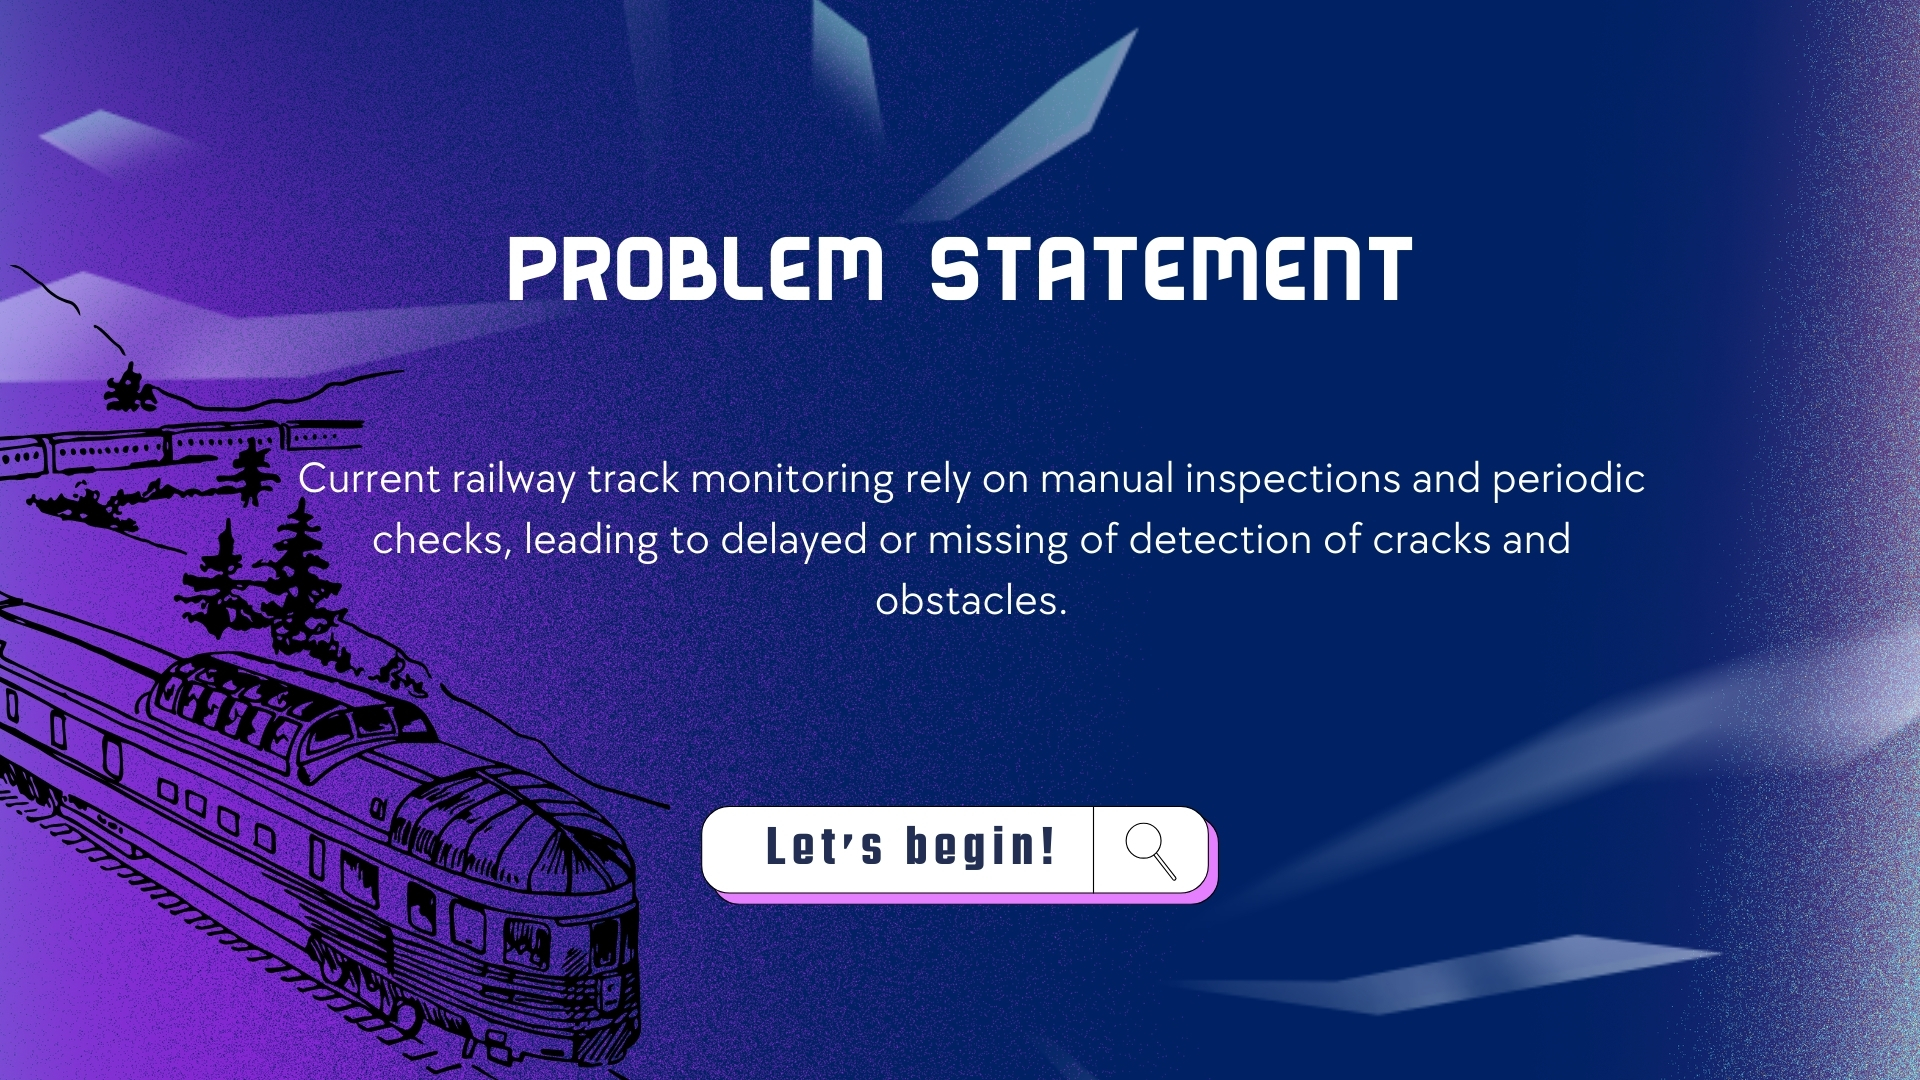 PROBLEM STATEMENT
Current railway track monitoring rely on manual inspections and periodic
checks, leading to delayed or missing of detection of cracks and
obstacles.
Let's begin!